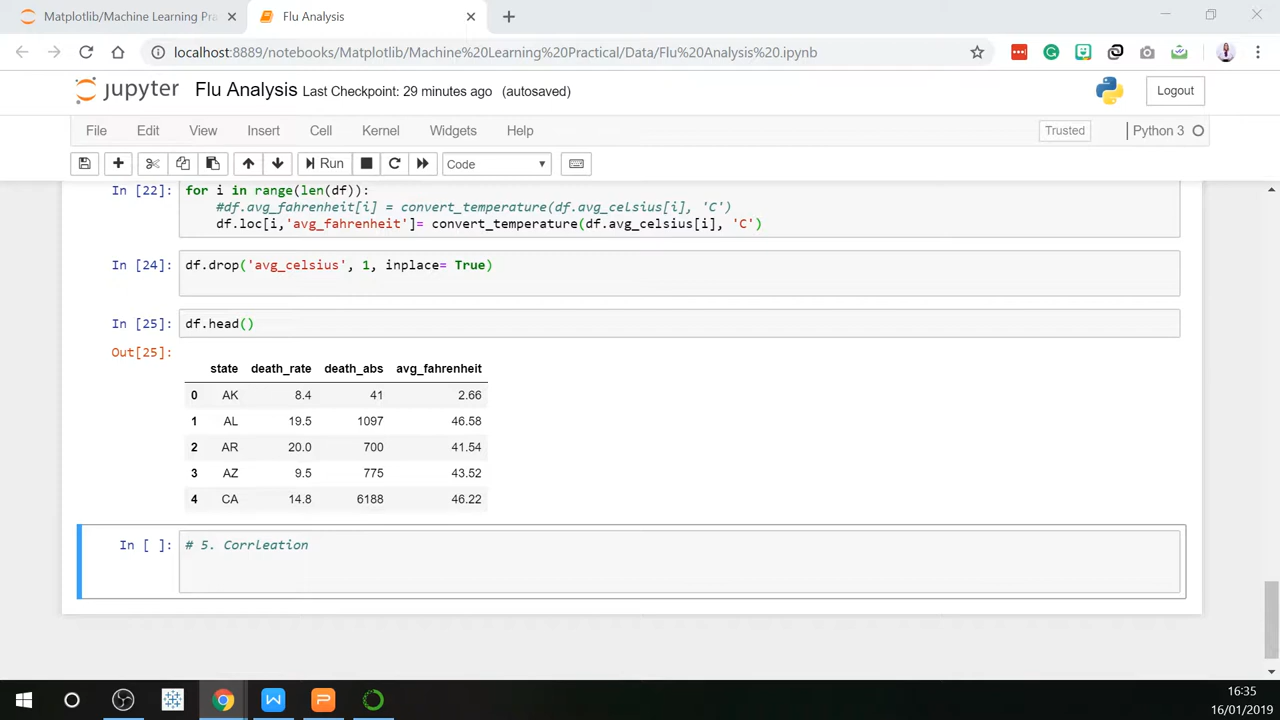 Matplotlib/Machine Learning Pra
Flu Analysis
localhost:8889/notebooks/Matplotlib/Machine%20Learning%20Practical/Data/Flu%20Analysis%20.ipynb
jupyter Flu Analysis Last Checkpoint: 29 minutes ago (autosaved)
Logout
File Edit View Insert Cell Kernel Widgets Help
Trusted Python 3
Run Code
In [22]: for i in range(len(df)):
#df.avg_fahrenheit[i] = convert_temperature(df.avg_celsius[i], 'C')
df.loc[i,'avg_fahrenheit']= convert_temperature(df.avg_celsius[i], 'C')
In [24]: df.drop('avg_celsius', 1, inplace= True)
In [25]: df.head()
Out[25]:
state death_rate death_abs avg_fahrenheit
0 AK 8.4 41 2.66
1 AL 19.5 1097 46.58
2 AR 20.0 700 41.54
3 AZ 9.5 775 43.52
4 CA 14.8 6188 46.22
In [ ]: # 5. Corrleation
16:35
16/01/2019